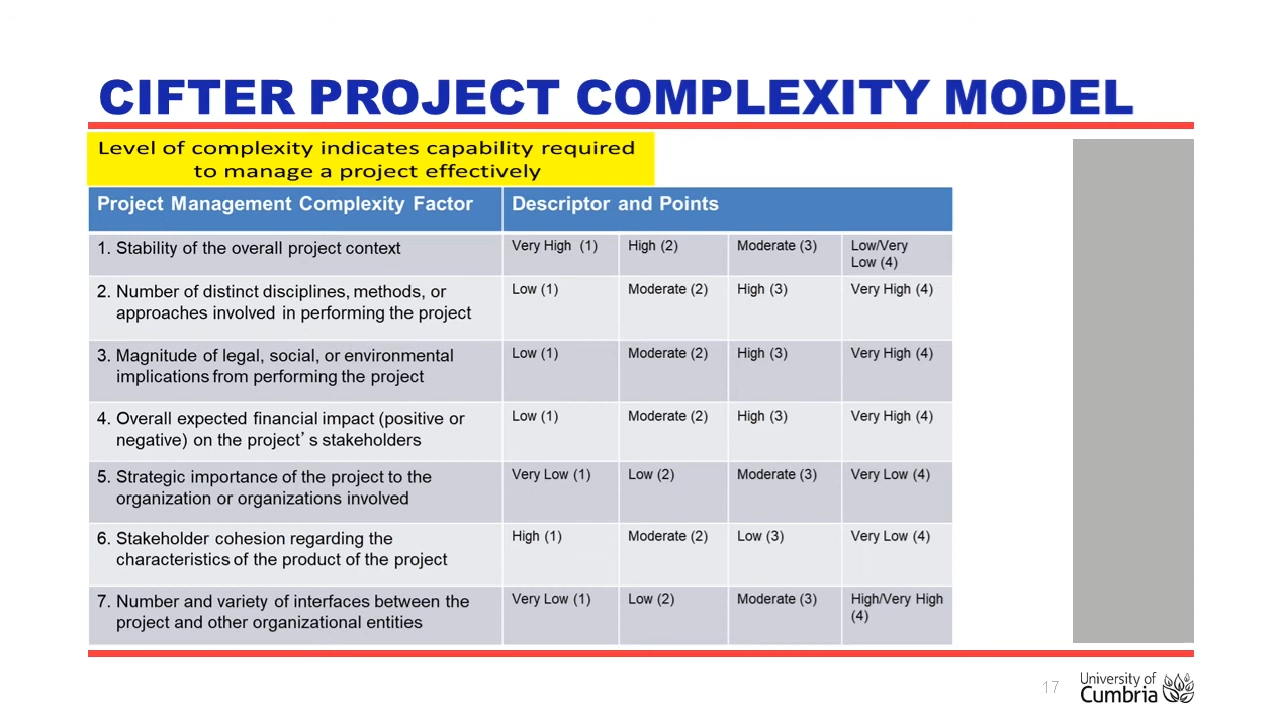 CIFTER PROJECT COMPLEXITY MODEL
Level of complexity indicates capability required
to manage a project effectively
Project Management Complexity Factor
Descriptor and Points
1. Stability of the overall project context
Very High (1)
High (2)
Moderate (3)
Low/Very
Low (4)
2. Number of distinct disciplines, methods, or
approaches involved in performing the project
Low (1)
Moderate (2)
High (3)
Very High (4)
3. Magnitude of legal, social, or environmental
implications from performing the project
Low (1)
Moderate (2)
High (3)
Very High (4)
4. Overall expected financial impact (positive or
negative) on the project's stakeholders
Low (1)
Moderate (2)
High (3)
Very High (4)
5. Strategic importance of the project to the
organization or organizations involved
Very Low (1)
Low (2)
Moderate (3)
Very Low (4)
6. Stakeholder cohesion regarding the
characteristics of the product of the project
High (1)
Moderate (2)
Low (3)
Very Low (4)
7. Number and variety of interfaces between the
project and other organizational entities
Very Low (1)
Low (2)
Moderate (3)
High/Very High
(4)
17
University of
Cumbria